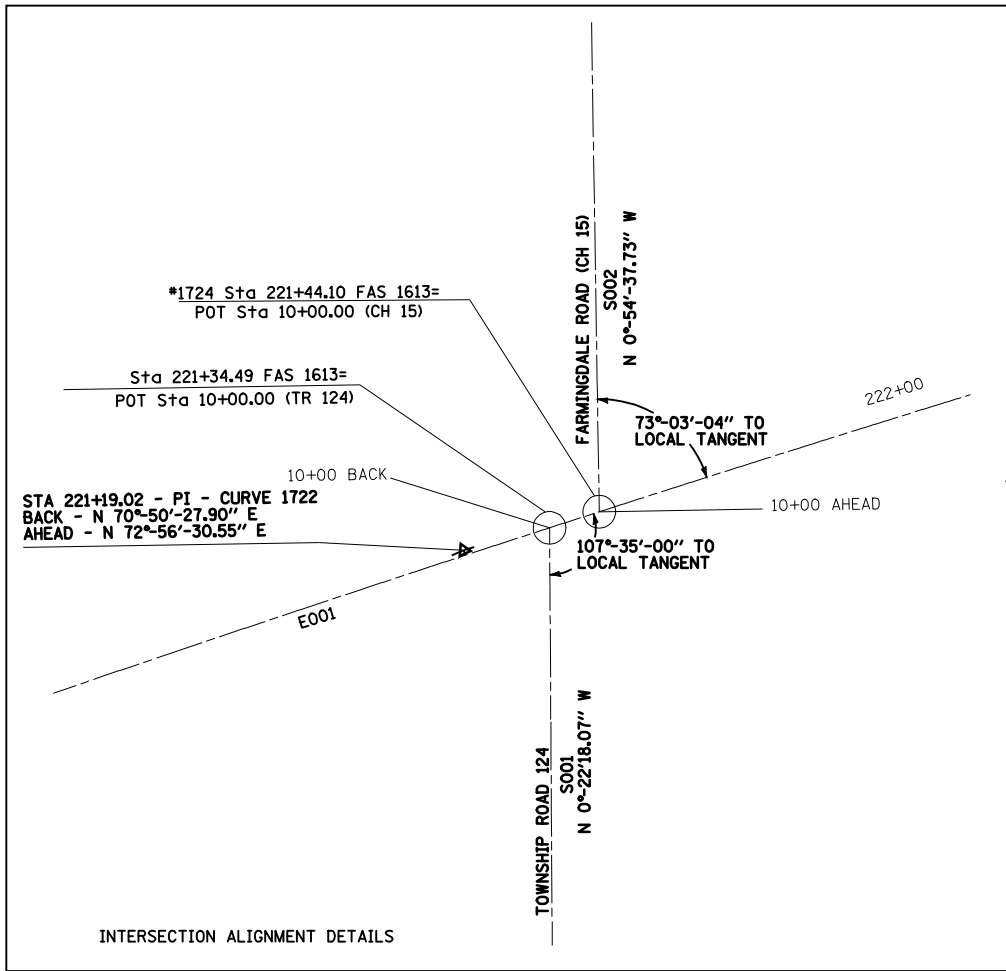 FARMINGDALE ROAD (CH 15)
S002
N 0°-54'-37.73" W
*1724 Sta 221+44.10 FAS 1613=
POT Sta 10+00.00 (CH 15)
Sta 221+34.49 FAS 1613=
POT Sta 10+00.00 (TR 124)
222+00
73°-03'-04" TO
LOCAL TANGENT
10+00 BACK
STA 221+19.02 - PI - CURVE 1722
BACK - N 70°-50'-27.90" E
AHEAD - N 72°-56'-30.55" E
10+00 AHEAD
107°-35'-00" TO
LOCAL TANGENT
E001
TOWNSHIP ROAD 124
S001
N 0°-22'18.07" W
INTERSECTION ALIGNMENT DETAILS